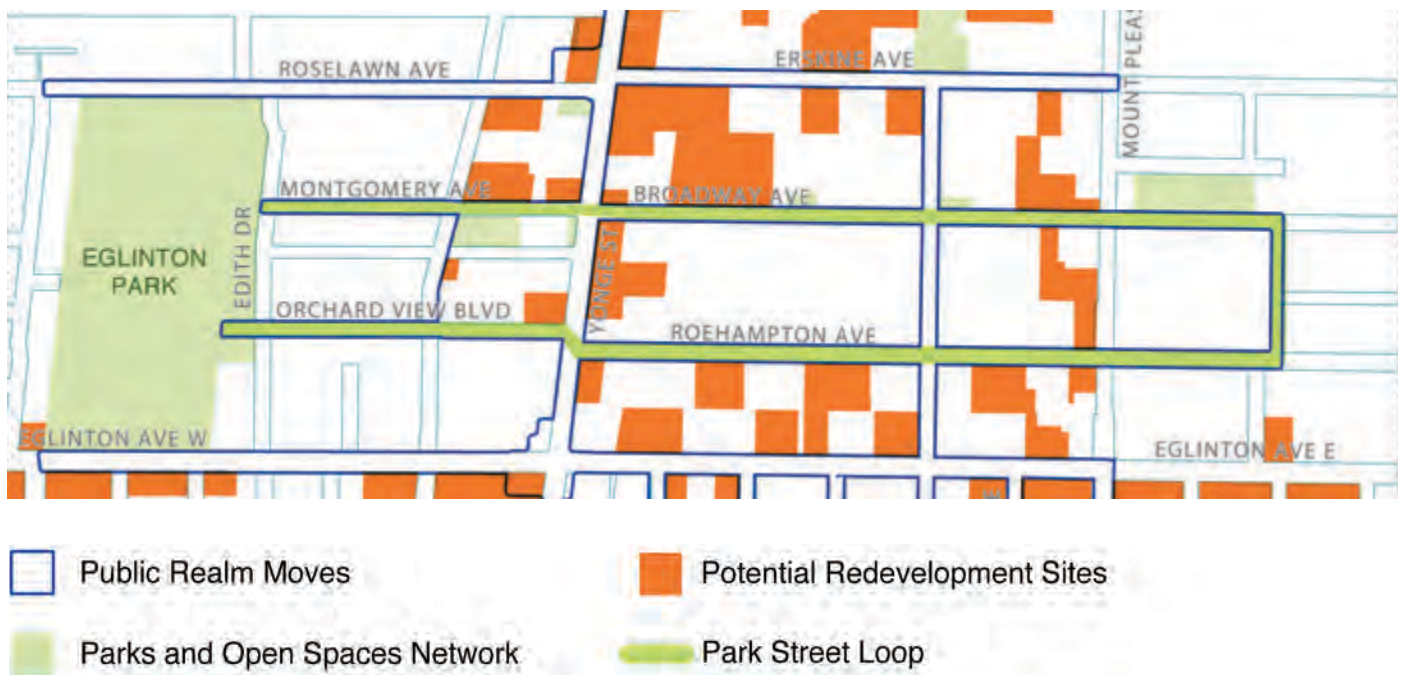 MOUNT PLEAS
ROSELAWN AVE
ERSKINE AVE
MONTGOMERY AVE
BROADWAY AVE
EDITH DR
EGLINTON
PARK
YONGE ST
ORCHARD VIEW BLVD
ROEHAMPTON AVE
EGLINTON AVE W
EGLINTON AVE E
Public Realm Moves
Potential Redevelopment Sites
Parks and Open Spaces Network
Park Street Loop